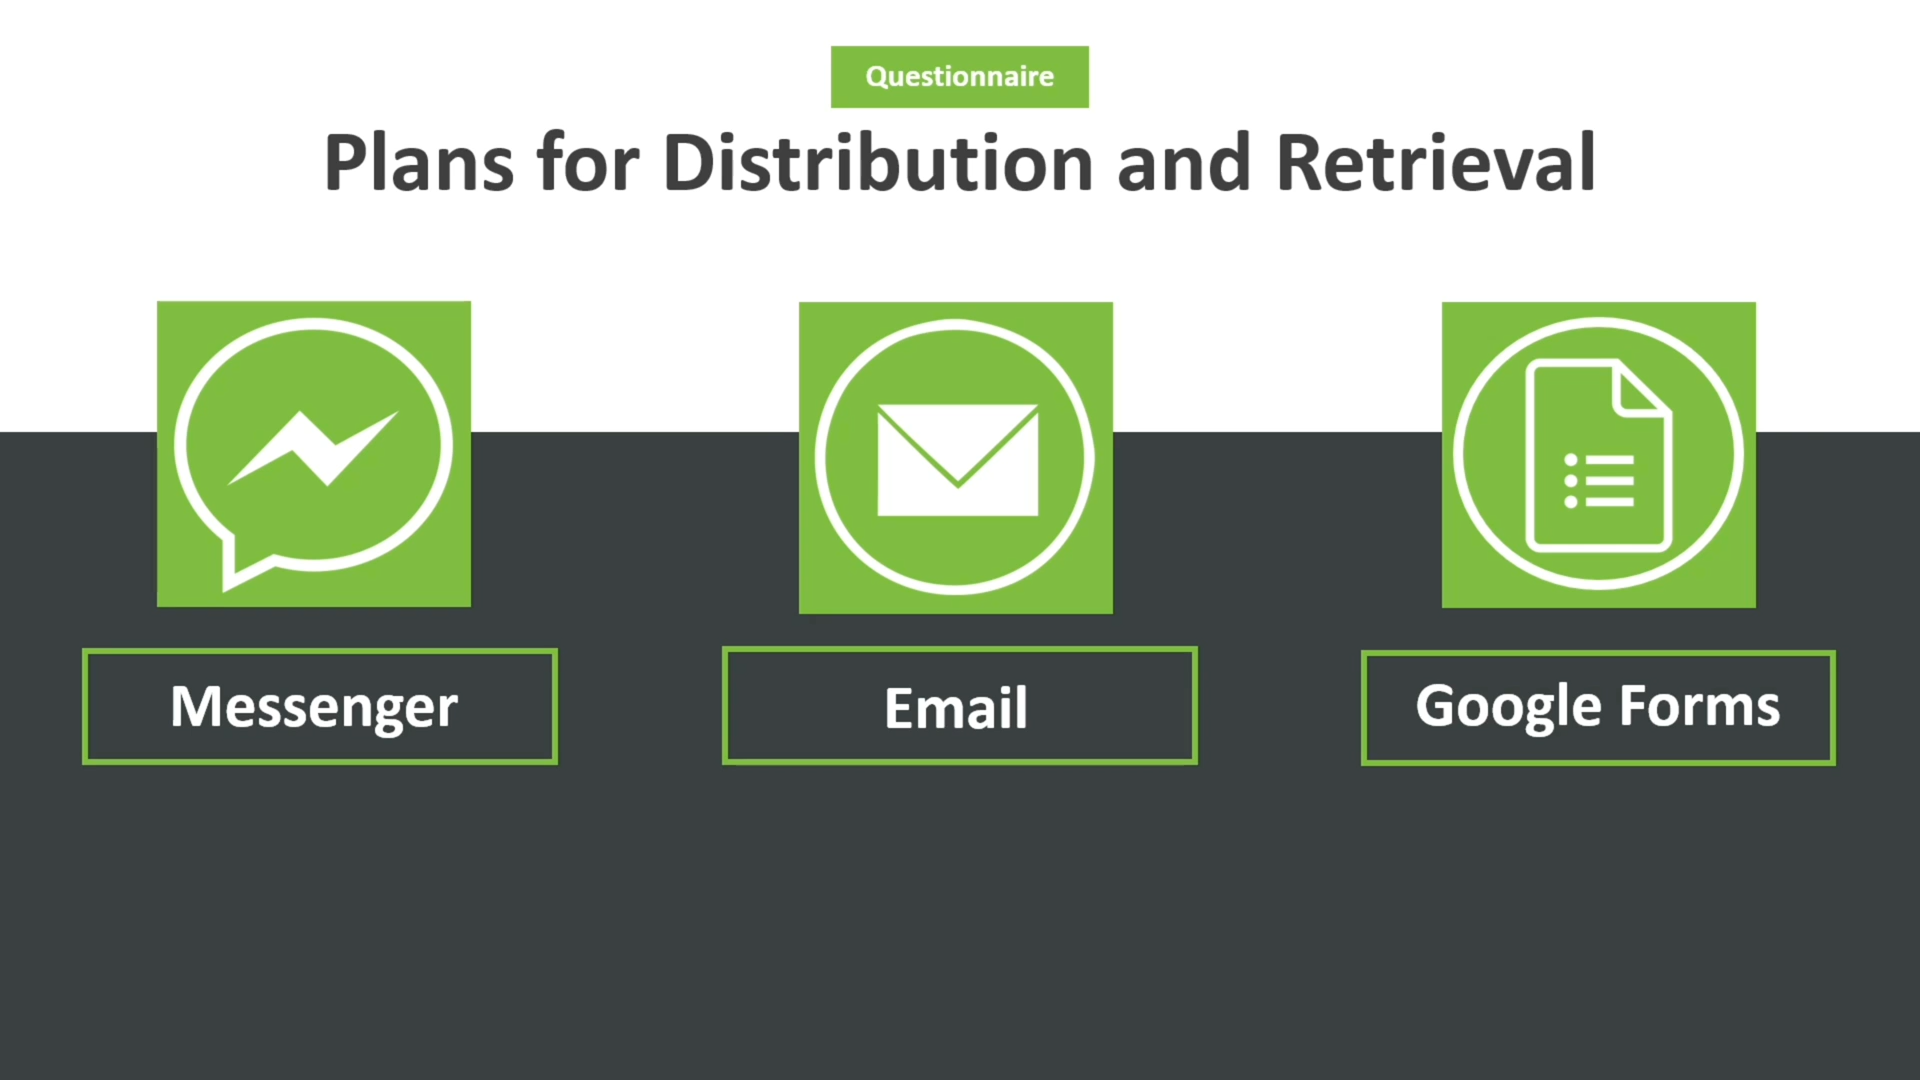 Questionnaire
Plans for Distribution and Retrieval
Messenger
Email
Google Forms